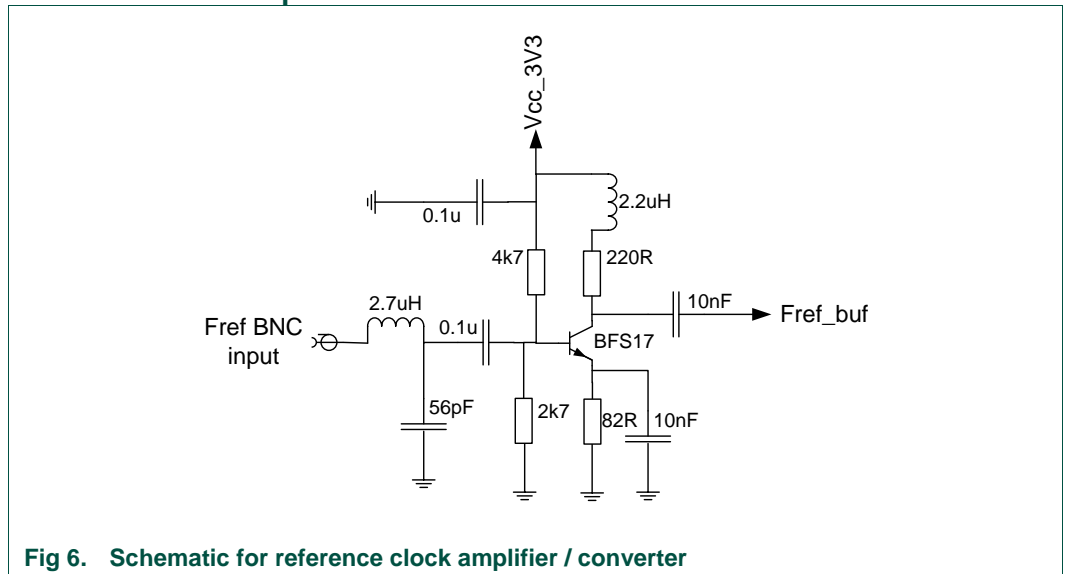 Vcc_3V3
2.2uH
0.1u
4k7
220R
2.7uH
10nF
Fref_buf
Fref BNC
input
0.1u
BFS17
56pF
2k7
82R
10nF
Fig 6. Schematic for reference clock amplifier / converter